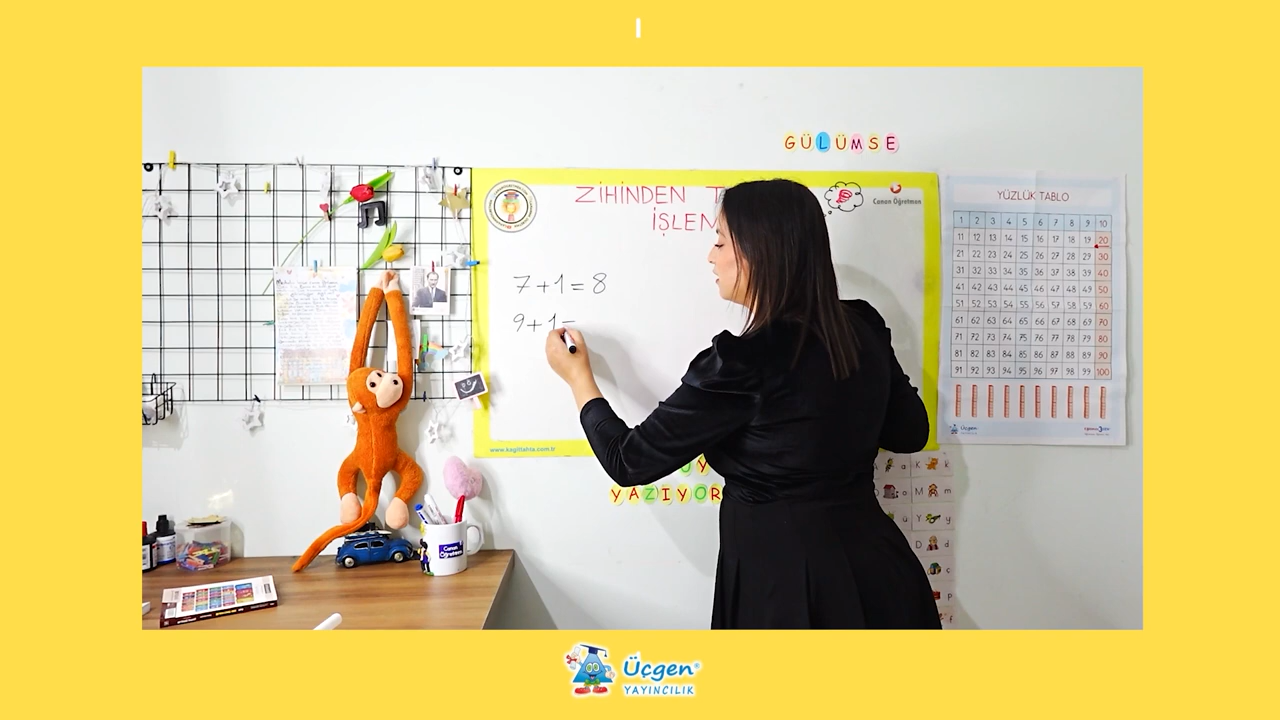 GÜLÜMSE
ZİHİNDEN T
İŞLEM
Canan Öğretmen
7+1=8
9+1=
www.kagittahta.com.tr
UY
YAZIYOR
YÜZLÜK TABLO
1 2 3 4 5 6 7 8 9 10
11 12 13 14 15 16 17 18 19 20
21 22 23 24 25 26 27 28 29 30
31 32 33 34 35 36 37 38 39 40
41 42 43 44 45 46 47 48 49 50
51 52 53 54 55 56 57 58 59 60
61 62 63 64 65 66 67 68 69 70
71 72 73 74 75 76 77 78 79 80
81 82 83 84 85 86 87 88 89 90
91 92 93 94 95 96 97 98 99 100
Üçgen
a K k
o M m
ü Y y
D d
ç
p
f
Canan
Öğretmen
Üçgen
YAYINCILIK